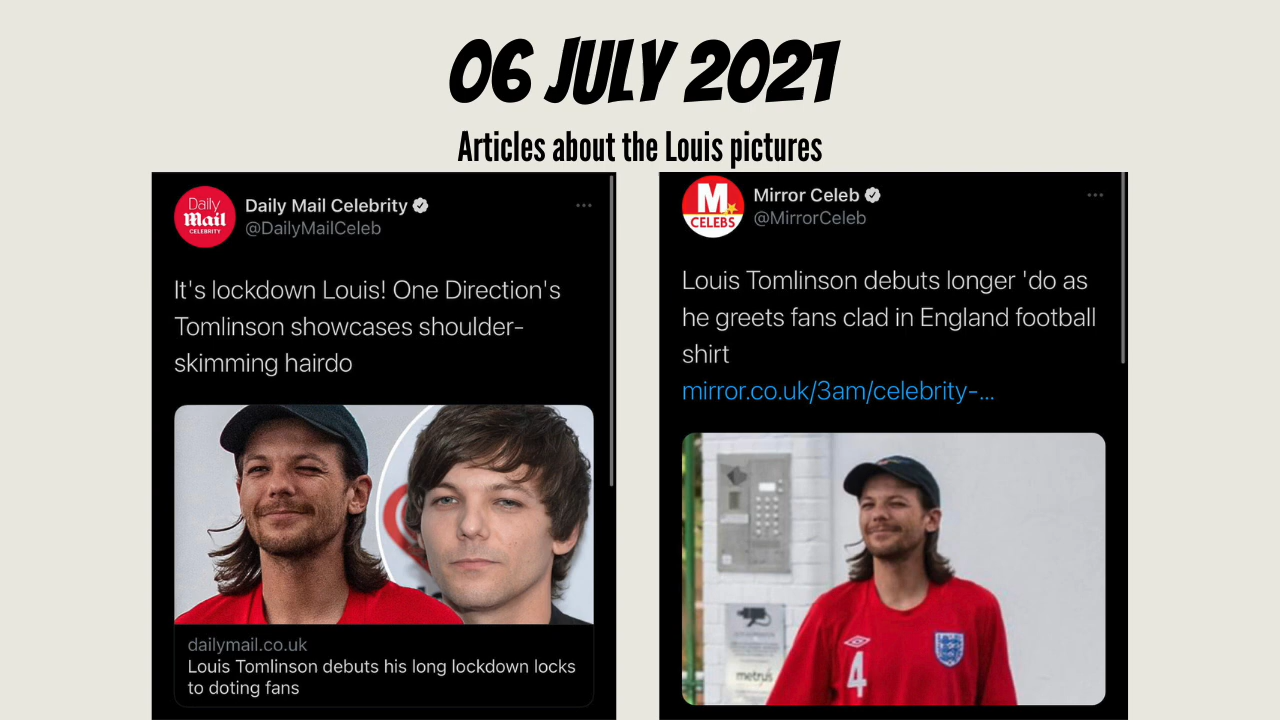 06 JULY 2021
Articles about the Louis pictures
Daily Mail CELEBRITY
Daily Mail Celebrity
@DailyMailCeleb
It's lockdown Louis! One Direction's
Tomlinson showcases shoulder-
skimming hairdo
dailymail.co.uk
Louis Tomlinson debuts his long lockdown locks
to doting fans
M
CELEBS
Mirror Celeb
@MirrorCeleb
Louis Tomlinson debuts longer 'do as
he greets fans clad in England football
shirt
mirror.co.uk/3am/celebrity-...
metrus
4